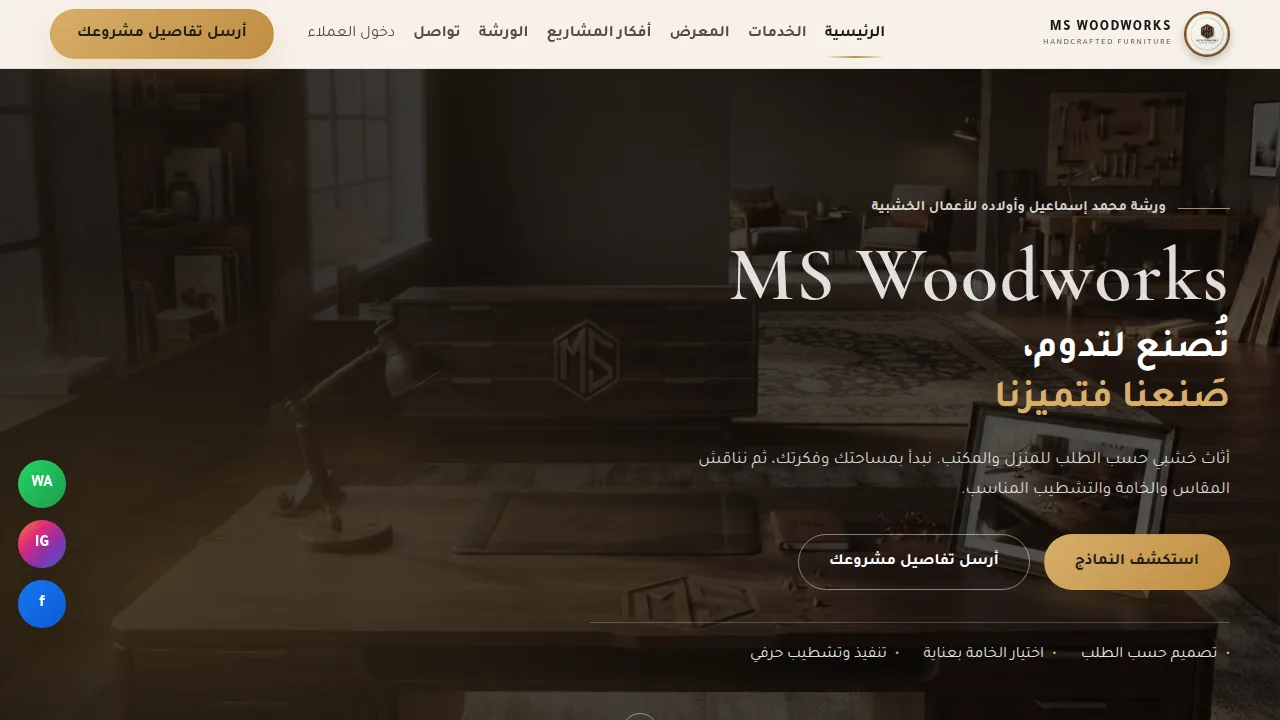 MS WOODWORKS
HANDCRAFTED FURNITURE
الرئيسية
الخدمات
المعرض
أفكار المشاريع
الورشة
تواصل
دخول العملاء
أرسل تفاصيل مشروعك
ورشة محمد إسماعيل وأولاده للأعمال الخشبية
MS Woodworks
تُصنع لتدوم،
صَنعنا فتميزنا
أثاث خشبي حسب الطلب للمنزل والمكتب. نبدأ بمساحتك وفكرتك، ثم نناقش
المقاس والخامة والتشطيب المناسب.
استكشف النماذج
أرسل تفاصيل مشروعك
تصميم حسب الطلب
اختيار الخامة بعناية
تنفيذ وتشطيب حرفي
WA
IG
f
MS
MS